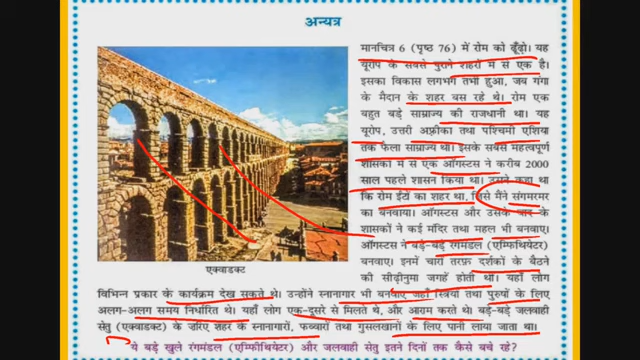 अन्यत्र
मानचित्र 6 (पृष्ठ 76) में रोम को ढूँढ़ो। यह
यूरोप के सबसे पुराने शहरों में से एक है।
इसका विकास लगभग तभी हुआ, जब गंगा
के मैदान के शहर बस रहे थे। रोम एक
बहुत बड़े साम्राज्य की राजधानी था। यह
यूरोप, उत्तरी अफ़्रीका तथा पश्चिमी एशिया
तक फैला साम्राज्य था। इसके सबसे महत्वपूर्ण
शासकों में से एक ऑगस्टस ने करीब 2000
साल पहले शासन किया था। उसने कहा था
कि रोम ईंटों का शहर था, जिसे मैंने संगमरमर
का बनवाया। ऑगस्टस और उसके बाद के
शासकों ने कई मंदिर तथा महल भी बनवाए।
ऑगस्टस ने बड़े-बड़े रंगमंडल (एम्फिथियेटर)
बनवाए। इनमें चारों तरफ़ दर्शकों के बैठने
की सीढ़ीनुमा जगहें होती थीं। यहाँ लोग
एक्वाडक्ट
विभिन्न प्रकार के कार्यक्रम देख सकते थे। उन्होंने स्नानागार भी बनवाए जहाँ स्त्रियों तथा पुरुषों के लिए
अलग-अलग समय निर्धारित थे। यहाँ लोग एक-दूसरे से मिलते थे, और आराम करते थे। बड़े-बड़े जलवाही
सेतु (एक्वाडक्ट) के जरिए शहर के स्नानागारों, फव्वारों तथा गुसलखानों के लिए पानी लाया जाता था।
ये बड़े खुले रंगमंडल (एम्फीथियेटर) और जलवाही सेतु इतने दिनों तक कैसे बचे रहे?